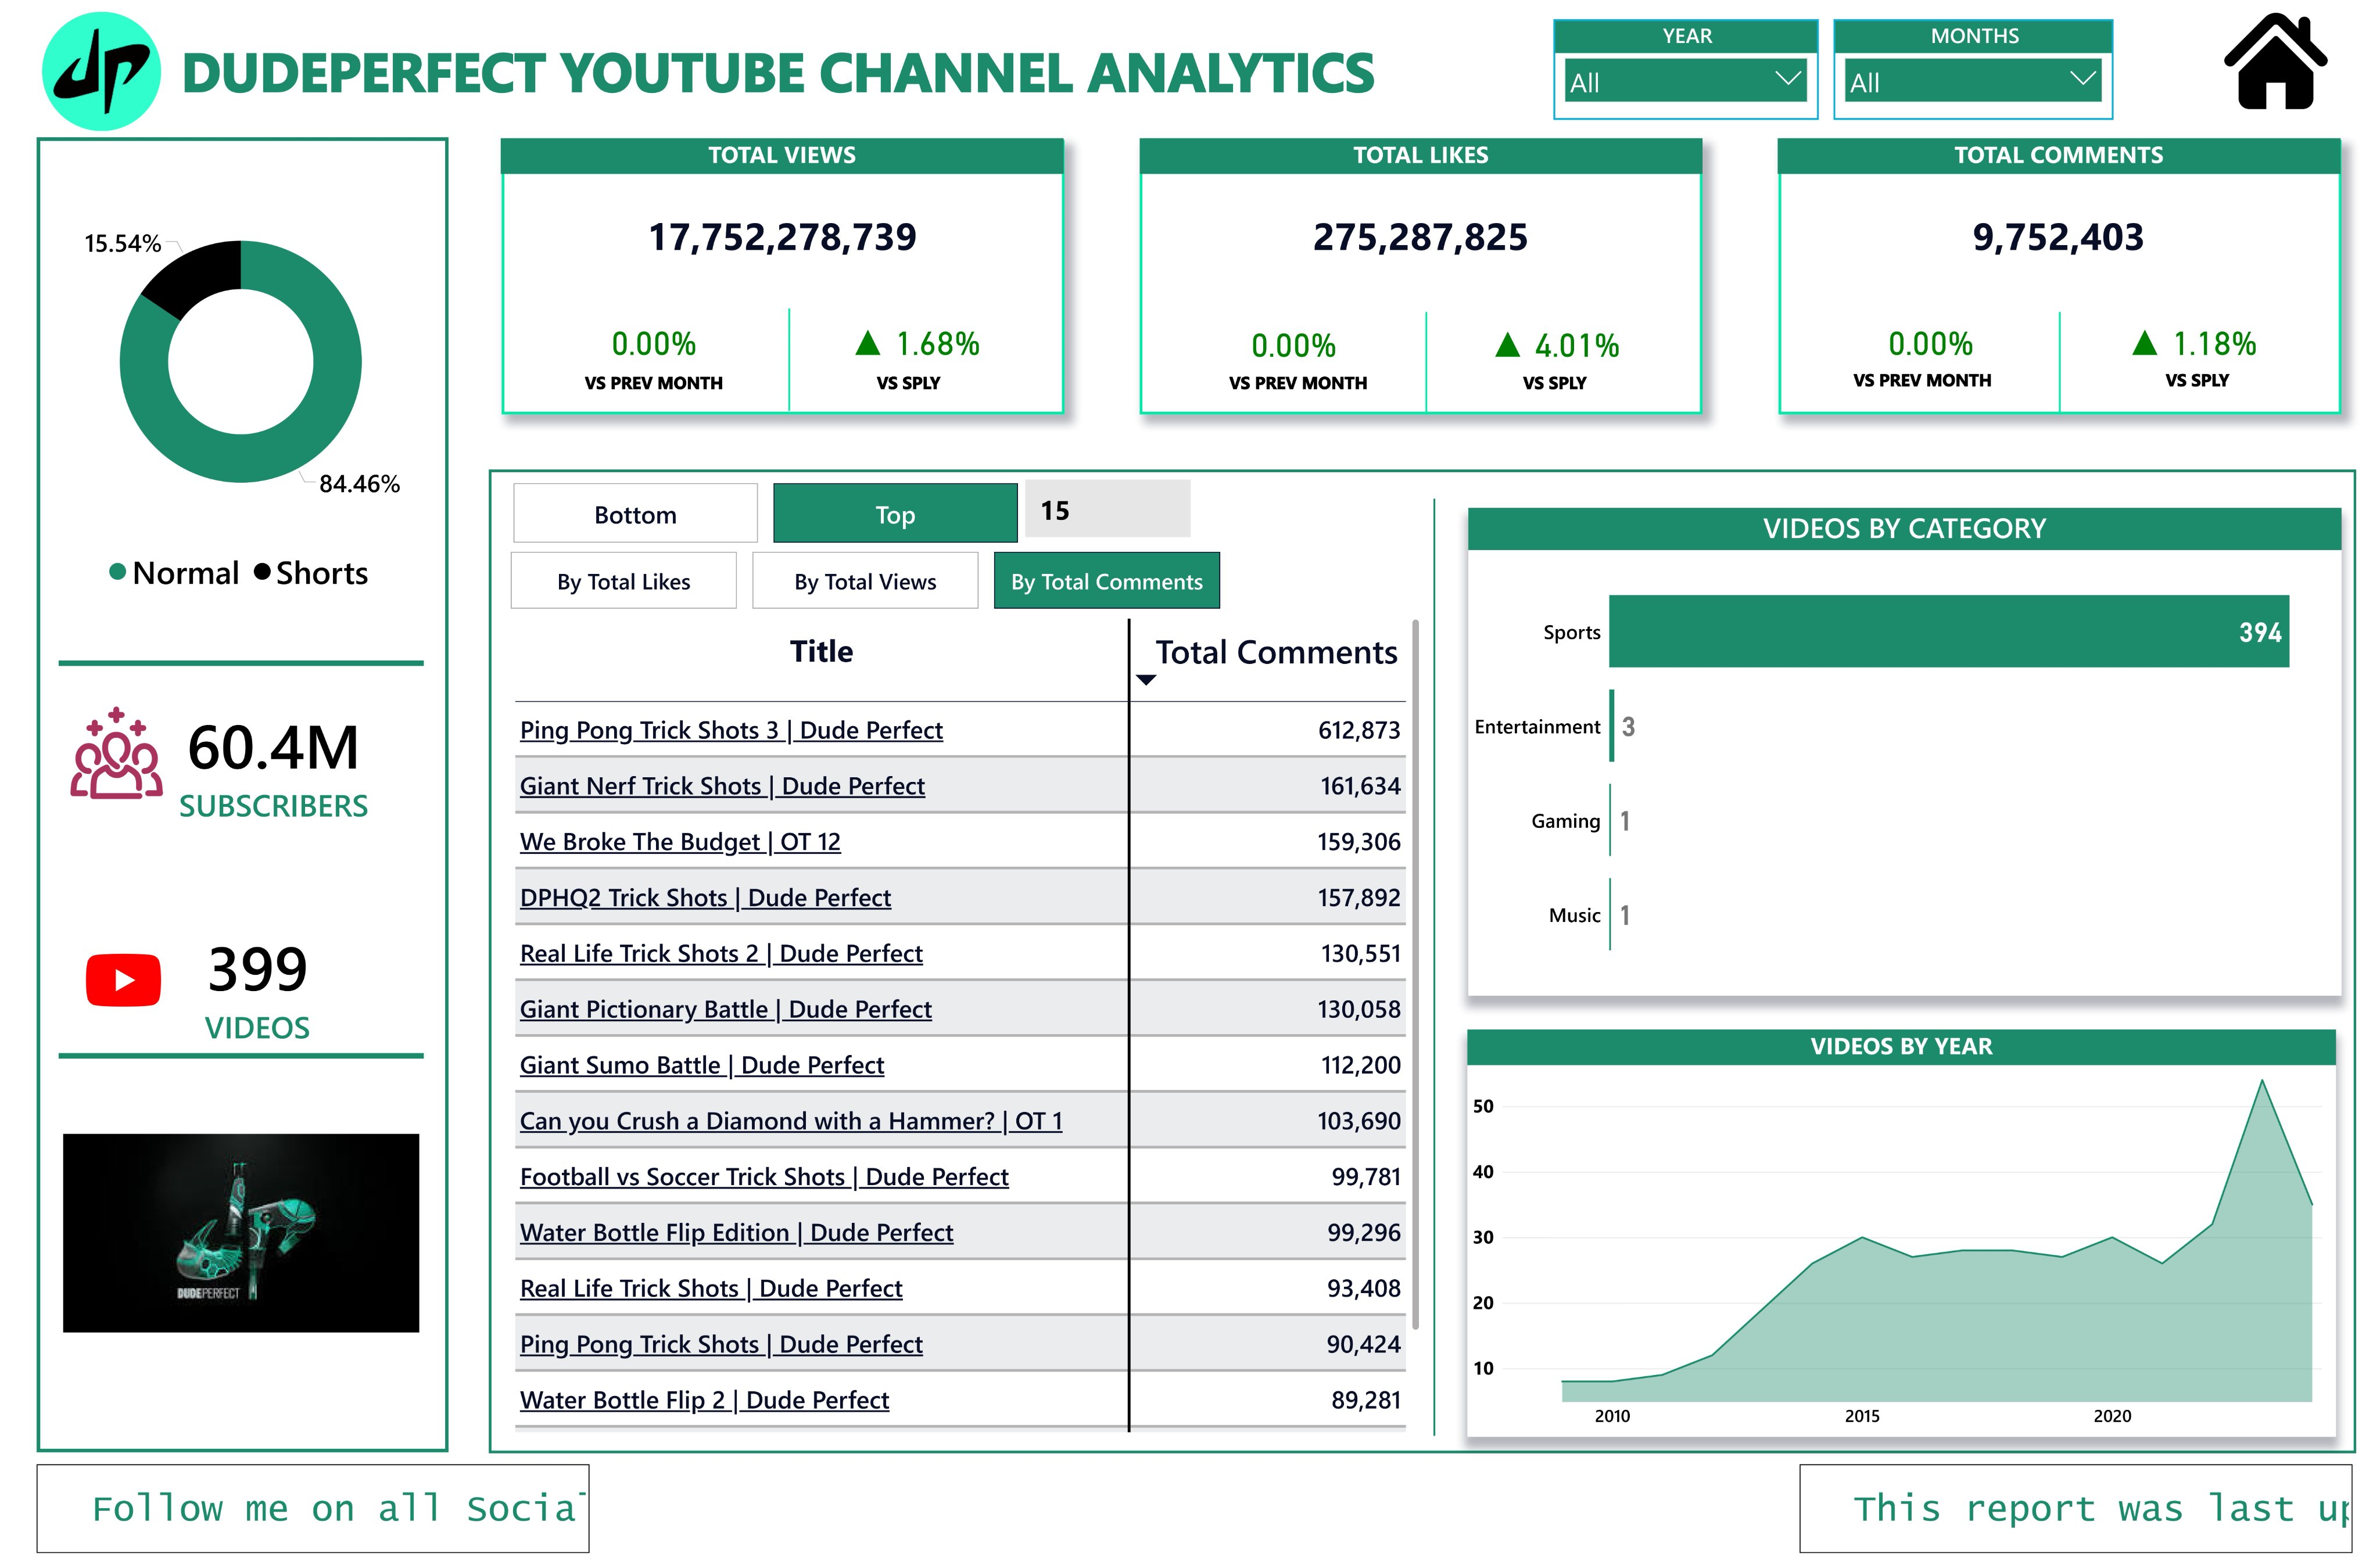 DUDEPERFECT YOUTUBE CHANNEL ANALYTICS
YEAR
All
MONTHS
All
15.54%
84.46%
Normal Shorts
60.4M
SUBSCRIBERS
399
VIDEOS
DUDEPERFECT
TOTAL VIEWS
17,752,278,739
0.00%
VS PREV MONTH
▲ 1.68%
VS SPLY
TOTAL LIKES
275,287,825
0.00%
VS PREV MONTH
▲ 4.01%
VS SPLY
TOTAL COMMENTS
9,752,403
0.00%
VS PREV MONTH
▲ 1.18%
VS SPLY
Bottom Top 15
By Total Likes By Total Views By Total Comments
Title Total Comments
Ping Pong Trick Shots 3 | Dude Perfect 612,873
Giant Nerf Trick Shots | Dude Perfect 161,634
We Broke The Budget | OT 12 159,306
DPHQ2 Trick Shots | Dude Perfect 157,892
Real Life Trick Shots 2 | Dude Perfect 130,551
Giant Pictionary Battle | Dude Perfect 130,058
Giant Sumo Battle | Dude Perfect 112,200
Can you Crush a Diamond with a Hammer? | OT 1 103,690
Football vs Soccer Trick Shots | Dude Perfect 99,781
Water Bottle Flip Edition | Dude Perfect 99,296
Real Life Trick Shots | Dude Perfect 93,408
Ping Pong Trick Shots | Dude Perfect 90,424
Water Bottle Flip 2 | Dude Perfect 89,281
VIDEOS BY CATEGORY
Sports 394
Entertainment 3
Gaming 1
Music 1
VIDEOS BY YEAR
50
40
30
20
10
2010 2015 2020
Follow me on all Social
This report was last up